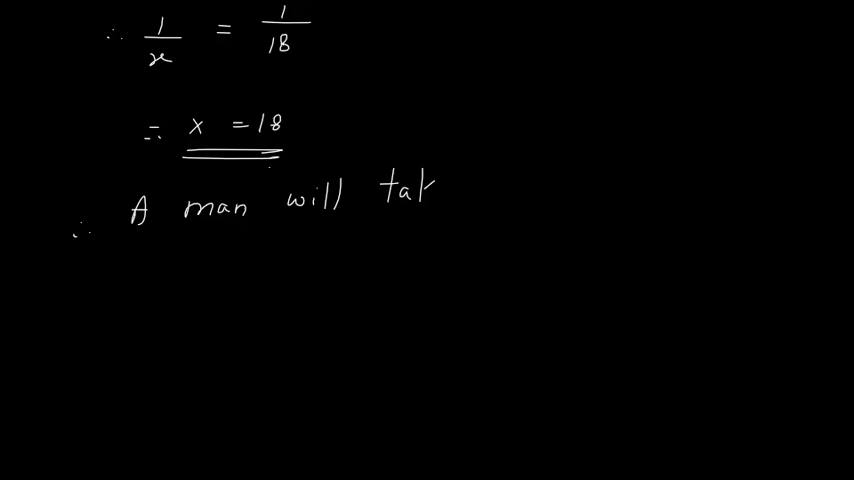 ∴ 1/x = 1/18
∴ x = 18
∴ A man will tak